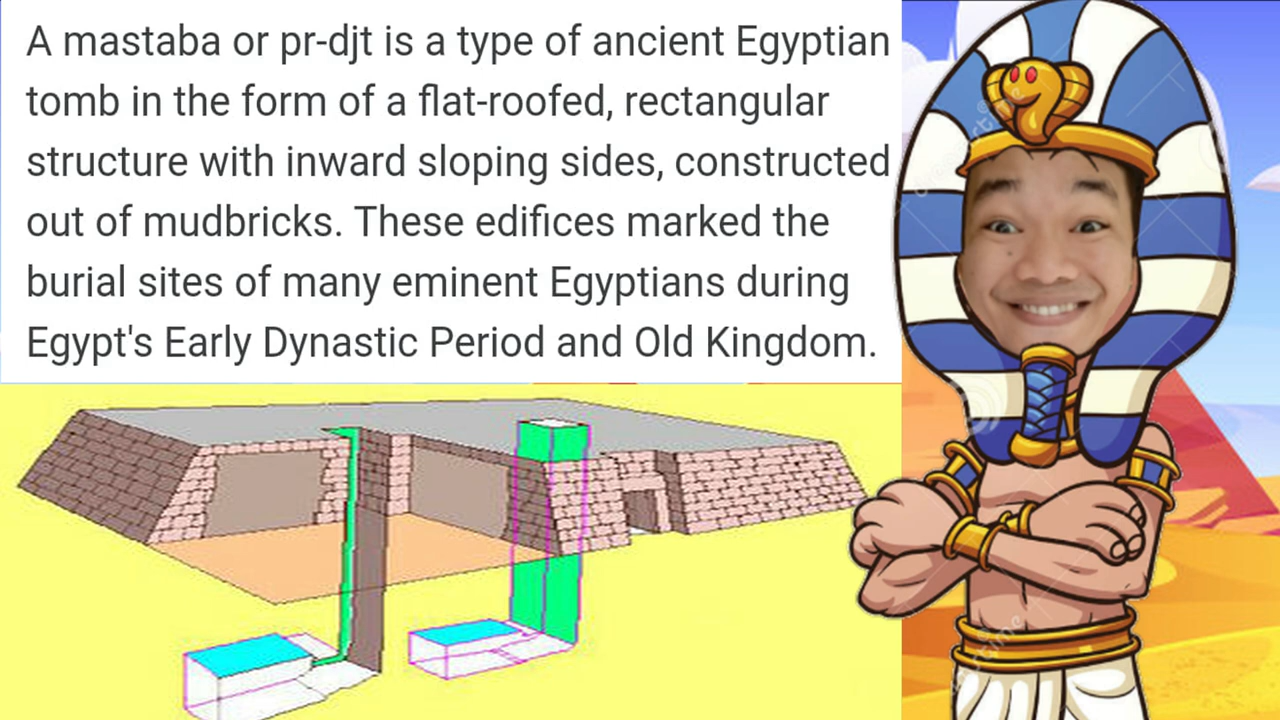 A mastaba or pr-djt is a type of ancient Egyptian
tomb in the form of a flat-roofed, rectangular
structure with inward sloping sides, constructed
out of mudbricks. These edifices marked the
burial sites of many eminent Egyptians during
Egypt's Early Dynastic Period and Old Kingdom.